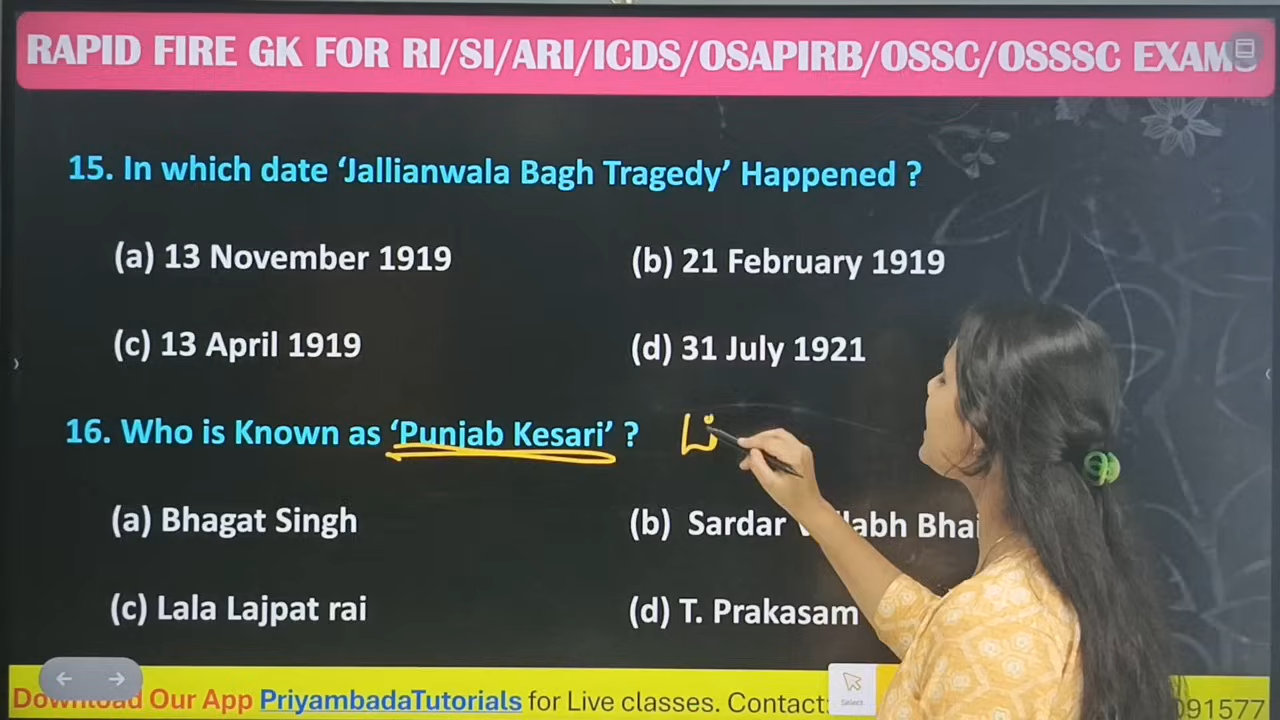 RAPID FIRE GK FOR RI/SI/ARI/ICDS/OSAPIRB/OSSC/OSSSC EXAMS
15. In which date ‘Jallianwala Bagh Tragedy’ Happened ?
(a) 13 November 1919
(b) 21 February 1919
(c) 13 April 1919
(d) 31 July 1921
16. Who is Known as ‘Punjab Kesari’ ?
(a) Bhagat Singh
(b) Sardar Bhai
(c) Lala Lajpat rai
(d) T. Prakasam
Download Our App PriyambadaTutorials for Live classes. Contact:
Select
091577